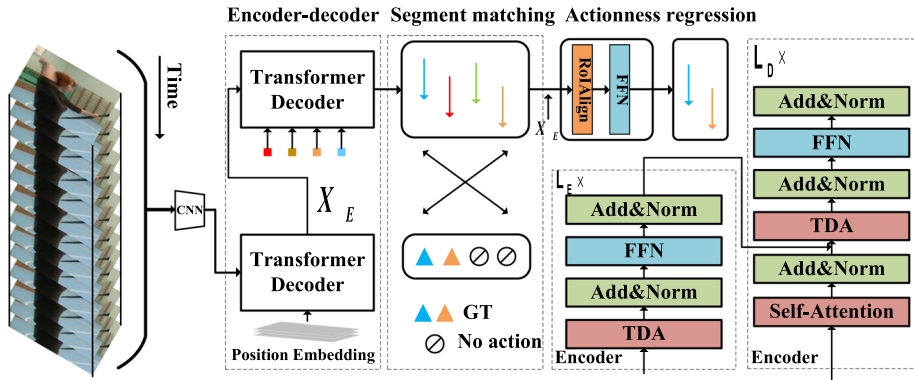 Encoder-decoder
Segment matching
Actionness regression
Time
CNN
Transformer
Decoder
X E
Transformer
Decoder
Position Embedding
GT
No action
X E
RoIAlign
FFN
L E ×
Add&Norm
FFN
Add&Norm
TDA
Encoder
L D ×
Add&Norm
FFN
Add&Norm
TDA
Add&Norm
Self-Attention
Encoder